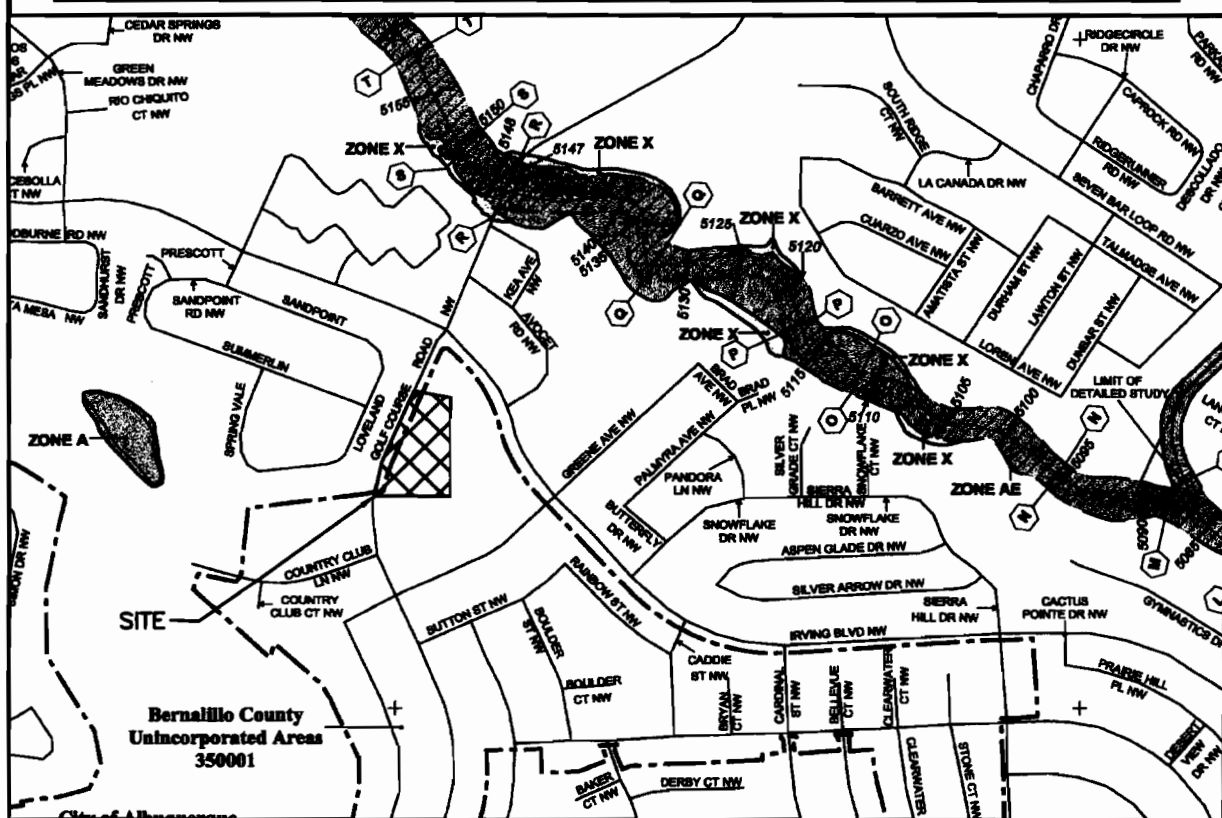 CEDAR SPRINGS
DR NW
GREEN
MEADOWS DR NW
RIO CHIQUITO
CT NW
T
T
5155
5150
S
5148
R
5147
ZONE X
ZONE X
S
R
SOUTH RIDGE
CT NW
LA CANADA DR NW
CHAPARRO DR
RIDGECIRCLE
DR NW
CAPROCK RD NW
RIDGERUNNER
RD NW
SEVEN BAR LOOP RD NW
TALMADGE AVE NW
BARRETT AVE NW
CUARZO AVE NW
AMATISTA ST NW
DURHAM ST NW
LAWTON ST NW
DUNBAR ST NW
LOREN AVE NW
Q
5125
ZONE X
5120
5140
5135
Q
5130
ZONE X
P
P
O
ZONE X
5115
O
5110
5105
5100
ZONE X
ZONE AE
LIMIT OF
DETAILED STUDY
N
5095
N
5090
M
5085
SANDHURST
DR NW
PRESCOTT
PRESCOTT
SANDPOINT
RD NW
SANDPOINT
SUMMERLIN
SPRING VALE
LOVELAND
GOLF COURSE ROAD NW
KEA AVE
NW
AVOCET
RD NW
ZONE A
BRAD
AVE NW
BRAD
PL NW
GREENE AVE NW
PALMYRA AVE NW
PANDORA
LN NW
BUTTERFLY
DR NW
SILVER
GRADE CT NW
SNOWFLAKE
CT NW
SIERRA
HILL DR NW
SNOWFLAKE
DR NW
SNOWFLAKE
DR NW
ASPEN GLADE DR NW
SILVER ARROW DR NW
SIERRA
HILL DR NW
CACTUS
POINTE DR NW
GYMNASTICS
IRVING BLVD NW
PRAIRIE HILL
PL NW
DESERT
VIEW
DR NW
COUNTRY CLUB
LN NW
COUNTRY
CLUB CT NW
SITE
BUTTON ST NW
RAINBOW ST NW
BOULDER
ST NW
BOULDER
CT NW
CADDIE
ST NW
BRYAN
CT NW
CARDINAL
ST NW
BELLEVUE
CT NW
CLEARWATER
CT NW
CLEARWATER
STONE CT NW
Bernalillo County
Unincorporated Areas
350001
BAKER
CT NW
DERBY CT NW
City of Albuquerque